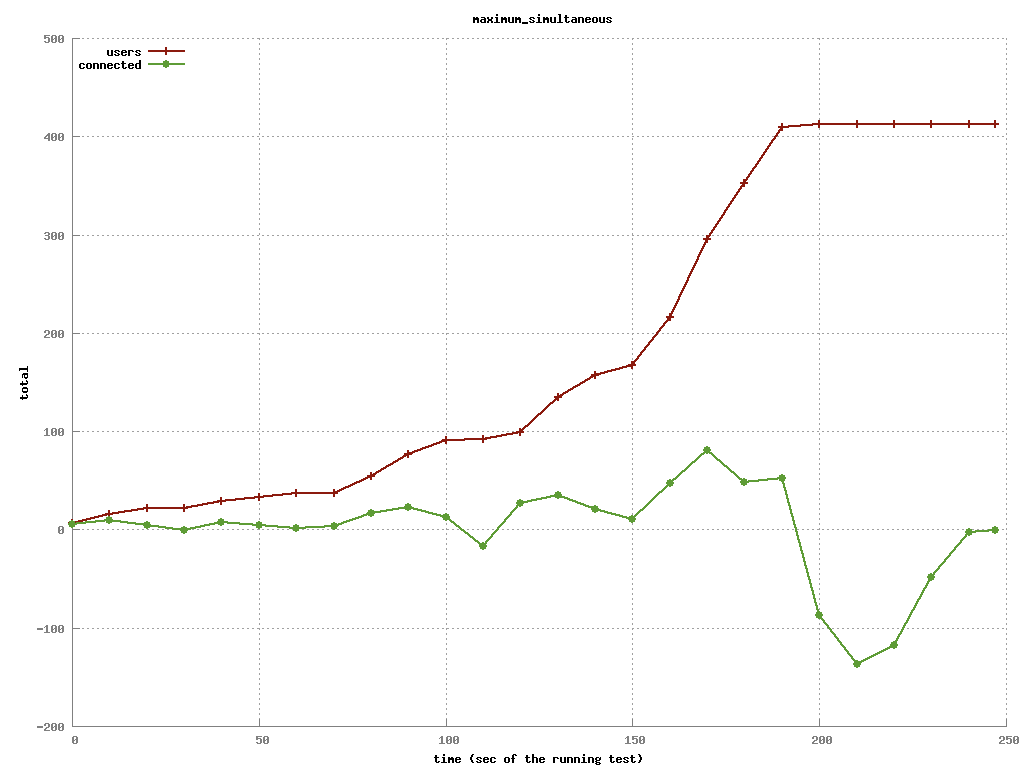 maximum_simultaneous
users
connected
500
400
300
200
100
0
-100
-200
total
0 50 100 150 200 250
time (sec of the running test)